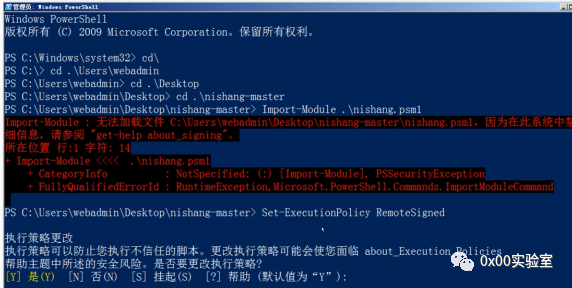 管理员: Windows PowerShell
Windows PowerShell
版权所有 (C) 2009 Microsoft Corporation。保留所有权利。
PS C:\Windows\system32> cd\
PS C:\> cd .\Users\webadmin
PS C:\Users\webadmin> cd .\Desktop
PS C:\Users\webadmin\Desktop> cd .\nishang-master
PS C:\Users\webadmin\Desktop\nishang-master> Import-Module .\nishang.psm1
Import-Module : 无法加载文件 C:\Users\webadmin\Desktop\nishang-master\nishang.psm1，因为在此系统中禁
细信息，请参阅 "get-help about_signing"。
所在位置 行:1 字符: 14
+ Import-Module <<<< .\nishang.psm1
+ CategoryInfo : NotSpecified: (:) [Import-Module], PSSecurityException
+ FullyQualifiedErrorId : RuntimeException,Microsoft.PowerShell.Commands.ImportModuleCommand
PS C:\Users\webadmin\Desktop\nishang-master> Set-ExecutionPolicy RemoteSigned
执行策略更改
执行策略可以防止您执行不信任的脚本。更改执行策略可能会使您面临 about_Execution_Policies
帮助主题中所述的安全风险。是否要更改执行策略?
[Y] 是(Y) [N] 否(N) [S] 挂起(S) [?] 帮助 (默认值为“Y”):
0x00实验室